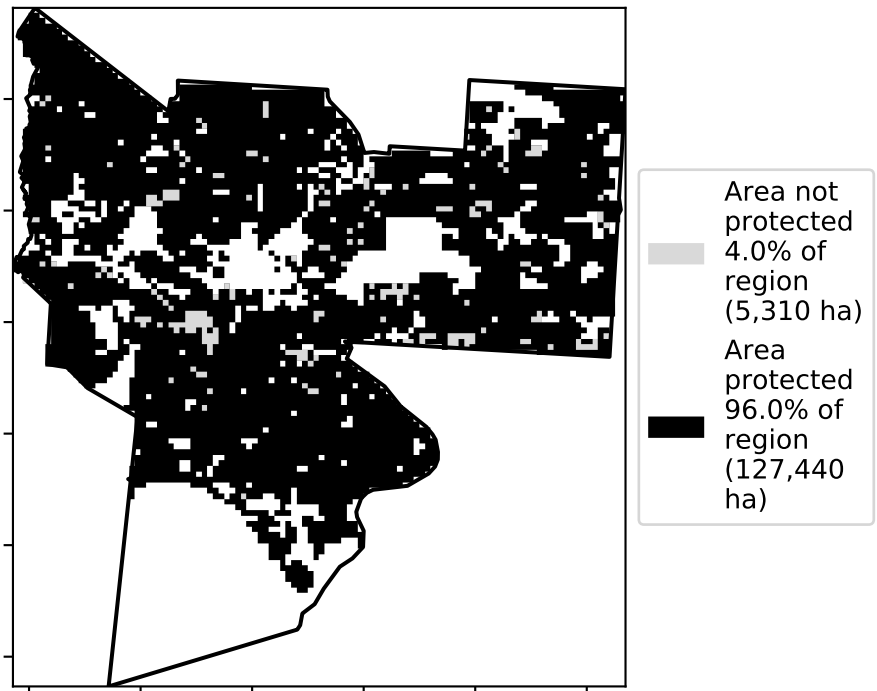 Area not
protected
4.0% of
region
(5,310 ha)
Area
protected
96.0% of
region
(127,440
ha)